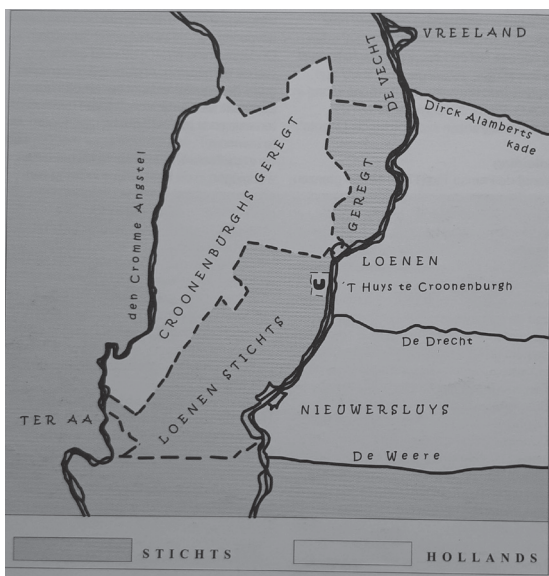 VREELAND
DE VECHT
Dirck Alamberts
Kade
CROONENBURGHS GEREGT
GEREGT
den Cromme Angstel
LOENEN
'T Huys te Croonenburgh
De Drecht
LOENEN STICHTS
NIEUWERSLUYS
TER AA
De Weere
STICHTS
HOLLANDS